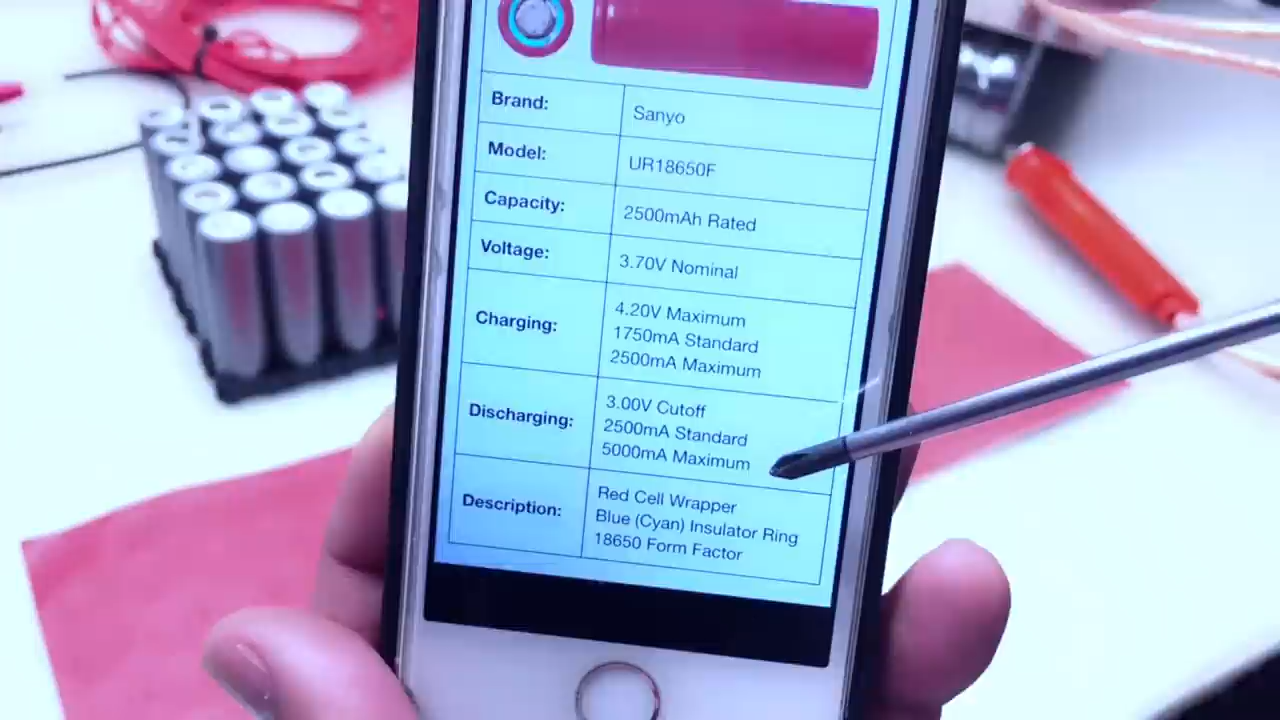 Brand: Sanyo
Model: UR18650F
Capacity: 2500mAh Rated
Voltage: 3.70V Nominal
Charging: 4.20V Maximum
1750mA Standard
2500mA Maximum
Discharging: 3.00V Cutoff
2500mA Standard
5000mA Maximum
Description: Red Cell Wrapper
Blue (Cyan) Insulator Ring
18650 Form Factor